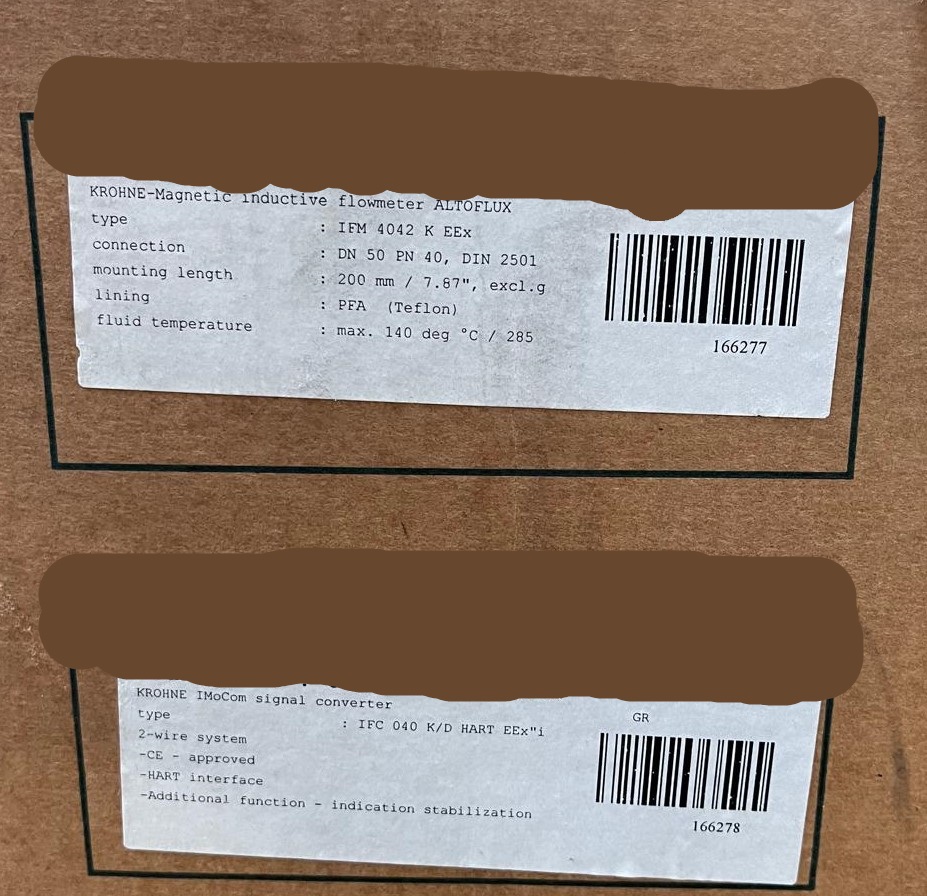 KROHNE-Magnetic inductive flowmeter ALTOFLUX
type : IFM 4042 K EEx
connection : DN 50 PN 40, DIN 2501
mounting length : 200 mm / 7.87", excl.g
lining : PFA (Teflon)
fluid temperature : max. 140 deg °C / 285
166277
KROHNE IMoCom signal converter
type : IFC 040 K/D HART EEx"i
2-wire system
-CE - approved
-HART interface
-Additional function - indication stabilization
GR
166278